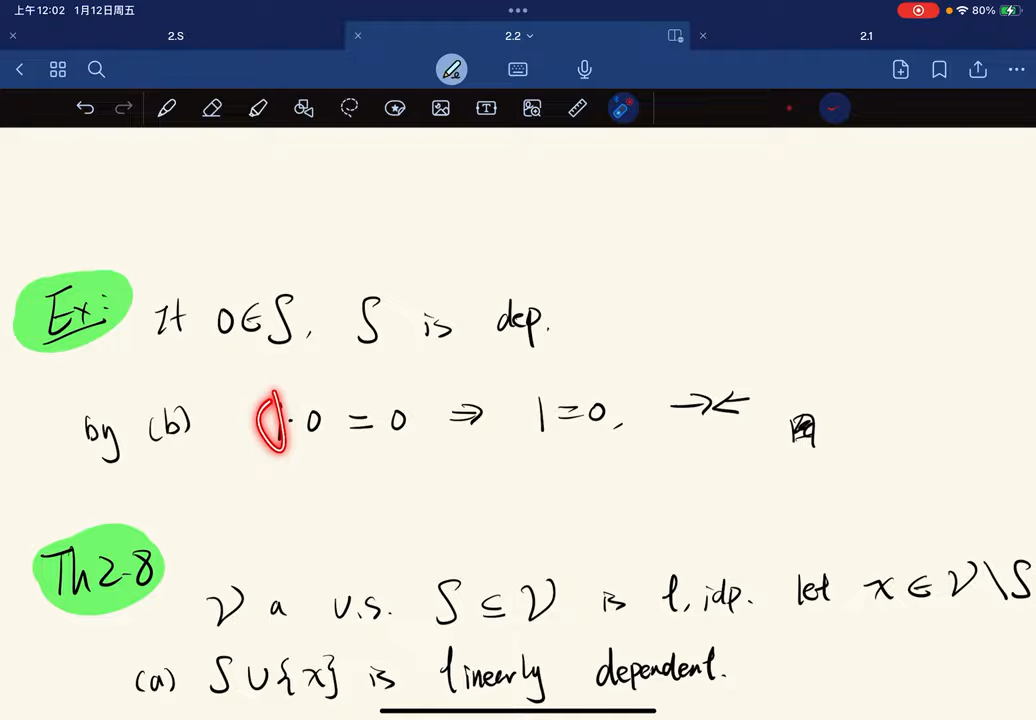 上午12:02 1月12日周五
80%
2.S 2.2 2.1
Ex: If 0∈S, S is dep.
by (b) 1·0 = 0 ⇒ 1=0, →←
Th2-8
V a v.s. S ⊆ V is l, idp. let x ∈ V\S
(a) S∪{x} is linearly dependent.